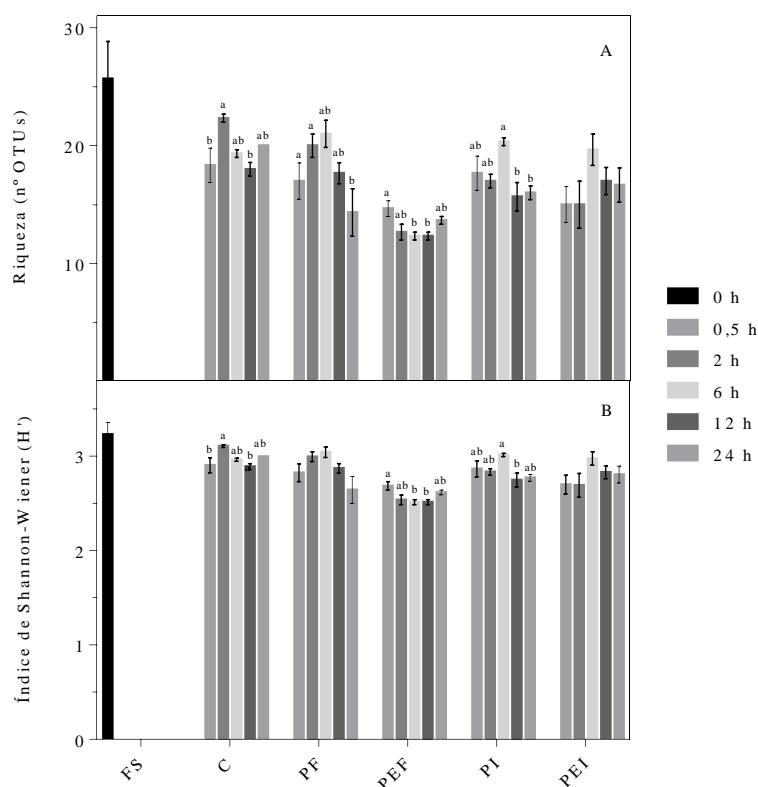 30
A
Riqueza (nº OTUs)
20
10
a
b ab b ab
a a ab ab b
a ab b b ab
ab ab a b b
0 h
0,5 h
2 h
6 h
12 h
24 h
B
Índice de Shannon-Wiener (H')
3
2
1
0
b a ab b ab
a ab b b ab
ab ab a b ab
FS C PF PEF PI PEI